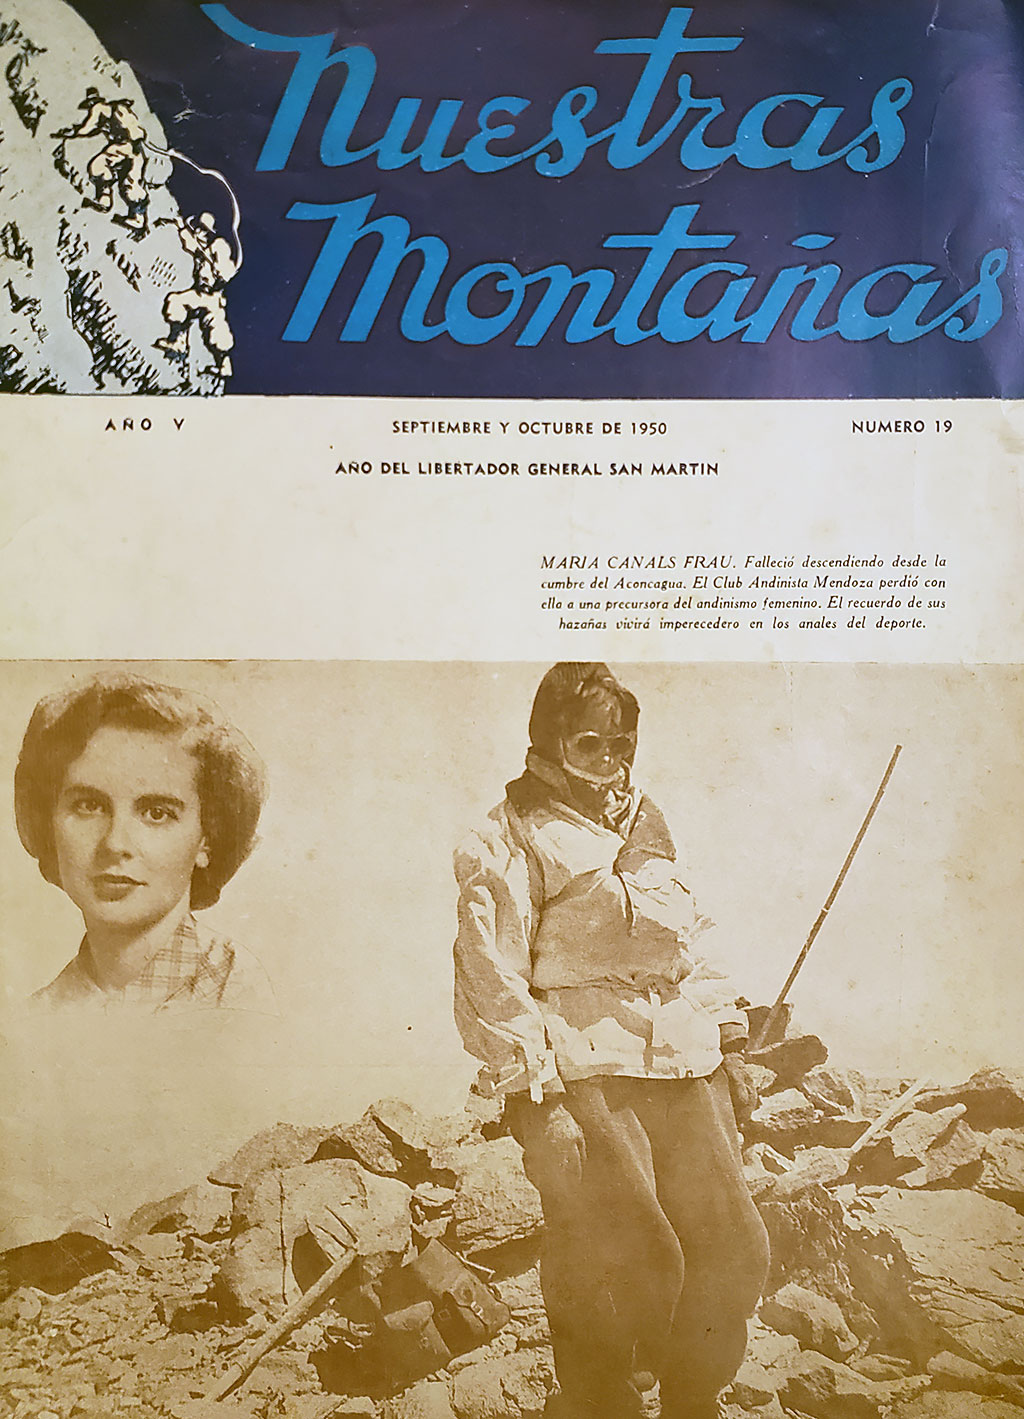 Nuestras
Montañas
AÑO V
SEPTIEMBRE Y OCTUBRE DE 1950
NUMERO 19
AÑO DEL LIBERTADOR GENERAL SAN MARTIN
MARIA CANALS FRAU. Falleció descendiendo desde la
cumbre del Aconcagua. El Club Andinista Mendoza perdió con
ella a una precursora del andinismo femenino. El recuerdo de sus
hazañas vivirá imperecedero en los anales del deporte.